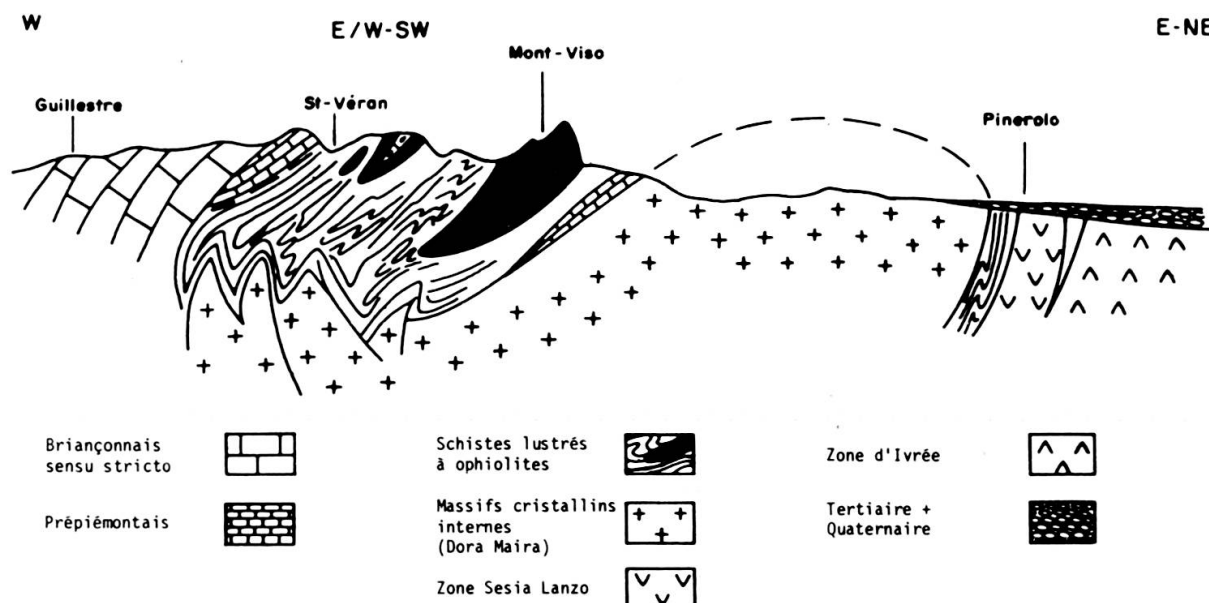 W
E/W-SW
E-NE
Mont-Viso
Guillestre
St-Véran
Pinerolo
Briançonnais
sensu stricto
Prépiémontais
Schistes lustrés
à ophiolites
Massifs cristallins
internes
(Dora Maira)
Zone Sesia Lanzo
Zone d'Ivrée
Tertiaire +
Quaternaire